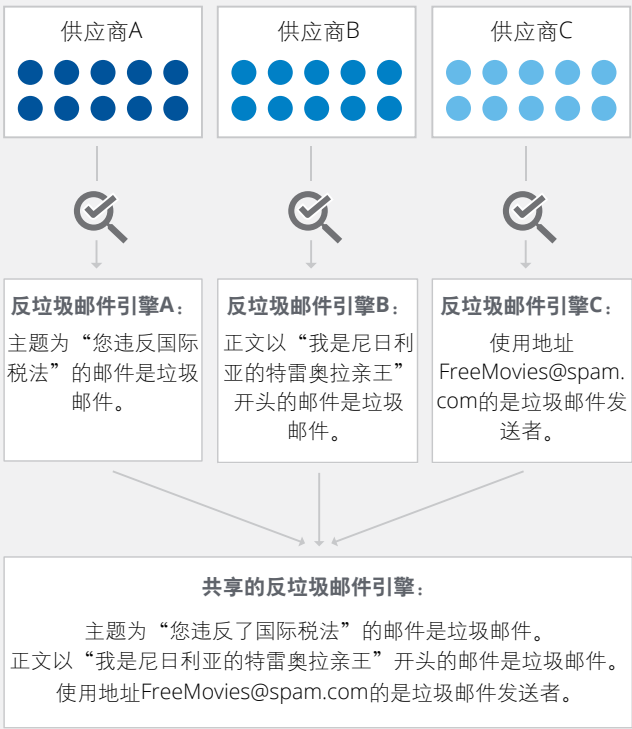 供应商A
供应商B
供应商C
反垃圾邮件引擎A:
主题为“您违反国际
税法”的邮件是垃圾
邮件。
反垃圾邮件引擎B:
正文以“我是尼日利
亚的特雷奥拉亲王”
开头的邮件是垃圾
邮件。
反垃圾邮件引擎C:
使用地址
FreeMovies@spam.
com的是垃圾邮件发
送者。
共享的反垃圾邮件引擎:
主题为“您违反了国际税法”的邮件是垃圾邮件。
正文以“我是尼日利亚的特雷奥拉亲王”开头的邮件是垃圾邮件。
使用地址FreeMovies@spam.com的是垃圾邮件发送者。